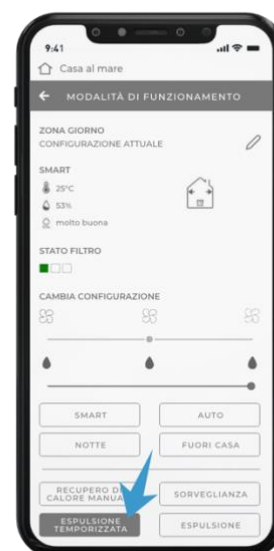 9:41
Casa al mare
MODALITÀ DI FUNZIONAMENTO
ZONA GIORNO
CONFIGURAZIONE ATTUALE
SMART
25°C
53%
molto buona
STATO FILTRO
CAMBIA CONFIGURAZIONE
SMART AUTO
NOTTE FUORI CASA
RECUPERO DI
CALORE MANUA SORVEGLIANZA
ESPULSIONE
TEMPORIZZATA ESPULSIONE